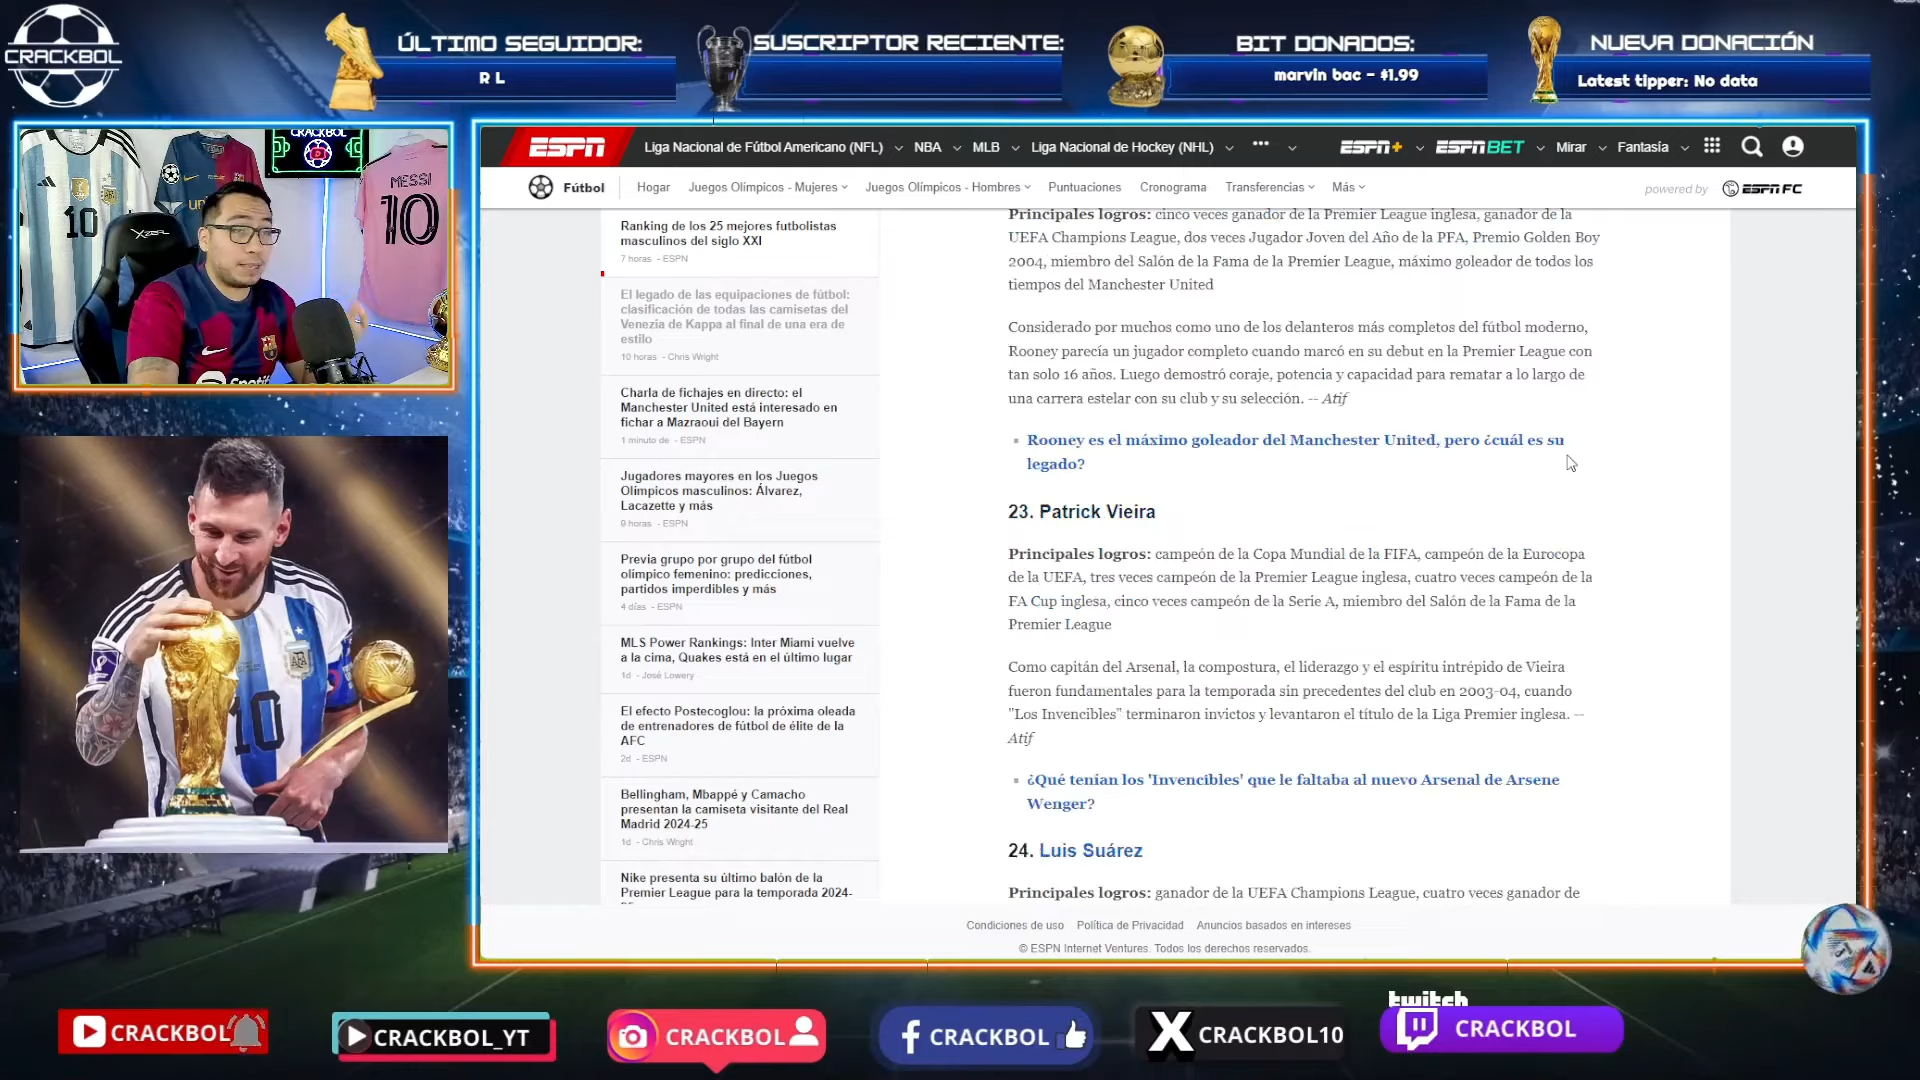 CRACKBOL
ÚLTIMO SEGUIDOR:
R L
SUSCRIPTOR RECIENTE:
BIT DONADOS:
marvin bac - $1.99
NUEVA DONACIÓN
Latest tipper: No data
CRACKBOL
MESSI
10
10
XZER
ESPN
Liga Nacional de Fútbol Americano (NFL)
NBA
MLB
Liga Nacional de Hockey (NHL)
ESPN+
ESPN BET
Mirar
Fantasía
Fútbol
Hogar
Juegos Olímpicos - Mujeres
Juegos Olímpicos - Hombres
Puntuaciones
Cronograma
Transferencias
Más
powered by
ESPN FC
Ranking de los 25 mejores futbolistas
masculinos del siglo XXI
7 horas - ESPN
El legado de las equipaciones de fútbol:
clasificación de todas las camisetas del
Venezia de Kappa al final de una era de
estilo
10 horas - Chris Wright
Charla de fichajes en directo: el
Manchester United está interesado en
fichar a Mazraoui del Bayern
1 minuto de - ESPN
Jugadores mayores en los Juegos
Olímpicos masculinos: Álvarez,
Lacazette y más
9 horas - ESPN
Previa grupo por grupo del fútbol
olímpico femenino: predicciones,
partidos imperdibles y más
4 días - ESPN
MLS Power Rankings: Inter Miami vuelve
a la cima, Quakes está en el último lugar
1d - José Lowery
El efecto Postecoglou: la próxima oleada
de entrenadores de fútbol de élite de la
AFC
2d - ESPN
Bellingham, Mbappé y Camacho
presentan la camiseta visitante del Real
Madrid 2024-25
1d - Chris Wright
Nike presenta su último balón de la
Premier League para la temporada 2024-
Principales logros: cinco veces ganador de la Premier League inglesa, ganador de la
UEFA Champions League, dos veces Jugador Joven del Año de la PFA, Premio Golden Boy
2004, miembro del Salón de la Fama de la Premier League, máximo goleador de todos los
tiempos del Manchester United
Considerado por muchos como uno de los delanteros más completos del fútbol moderno,
Rooney parecía un jugador completo cuando marcó en su debut en la Premier League con
tan solo 16 años. Luego demostró coraje, potencia y capacidad para rematar a lo largo de
una carrera estelar con su club y su selección. -- Atif
Rooney es el máximo goleador del Manchester United, pero ¿cuál es su
legado?
23. Patrick Vieira
Principales logros: campeón de la Copa Mundial de la FIFA, campeón de la Eurocopa
de la UEFA, tres veces campeón de la Premier League inglesa, cuatro veces campeón de la
FA Cup inglesa, cinco veces campeón de la Serie A, miembro del Salón de la Fama de la
Premier League
Como capitán del Arsenal, la compostura, el liderazgo y el espíritu intrépido de Vieira
fueron fundamentales para la temporada sin precedentes del club en 2003-04, cuando
"Los Invencibles" terminaron invictos y levantaron el título de la Liga Premier inglesa. --
Atif
¿Qué tenían los 'Invencibles' que le faltaba al nuevo Arsenal de Arsene
Wenger?
24. Luis Suárez
Principales logros: ganador de la UEFA Champions League, cuatro veces ganador de
Condiciones de uso
Política de Privacidad
Anuncios basados en intereses
© ESPN Internet Ventures. Todos los derechos reservados.
AFA
10
CRACKBOL
CRACKBOL_YT
CRACKBOL
CRACKBOL
CRACKBOL10
twitch
CRACKBOL